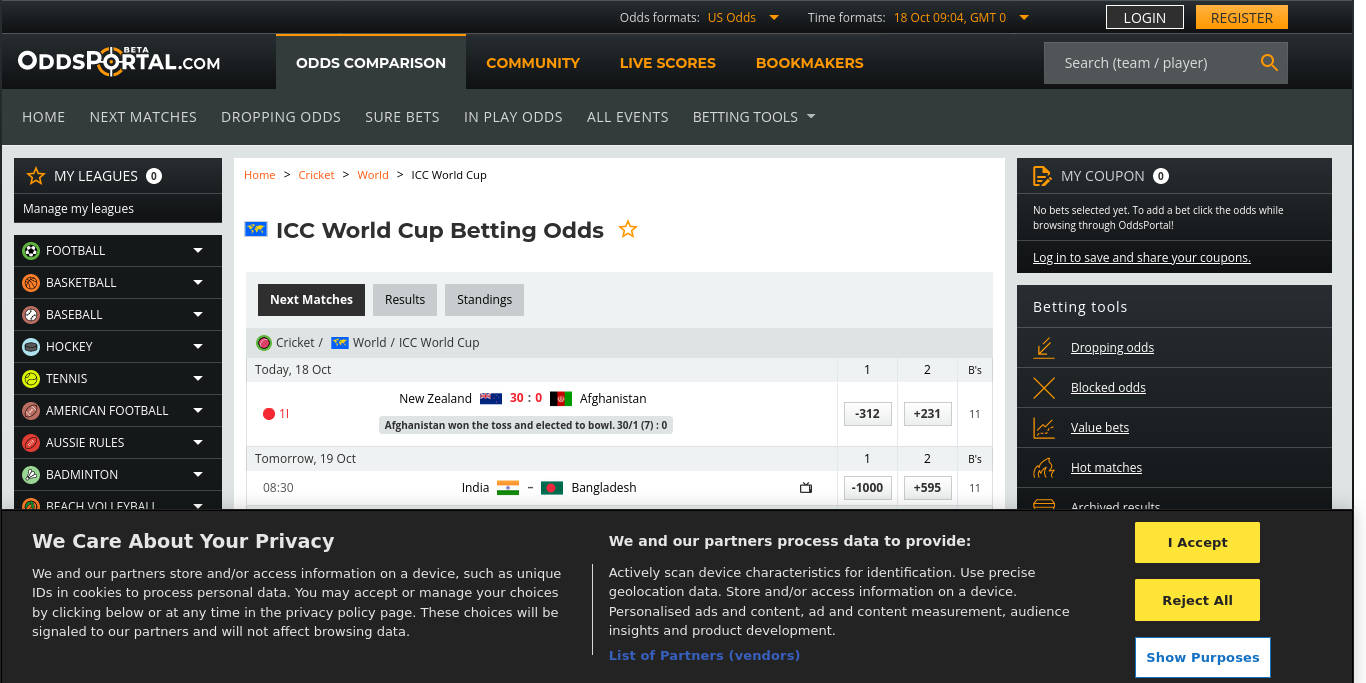 Odds formats: US Odds Time formats: 18 Oct 09:04, GMT 0 LOGIN REGISTER
ODDSPORTAL.COM BETA
ODDS COMPARISON COMMUNITY LIVE SCORES BOOKMAKERS Search (team / player)
HOME NEXT MATCHES DROPPING ODDS SURE BETS IN PLAY ODDS ALL EVENTS BETTING TOOLS
MY LEAGUES 0
Manage my leagues
FOOTBALL
BASKETBALL
BASEBALL
HOCKEY
TENNIS
AMERICAN FOOTBALL
AUSSIE RULES
BADMINTON
BEACH VOLLEYBALL
Home > Cricket > World > ICC World Cup
ICC World Cup Betting Odds
Next Matches Results Standings
Cricket / World / ICC World Cup
Today, 18 Oct 1 2 B's
New Zealand 30 : 0 Afghanistan
1I -312 +231 11
Afghanistan won the toss and elected to bowl. 30/1 (7) : 0
Tomorrow, 19 Oct 1 2 B's
08:30 India – Bangladesh -1000 +595 11
MY COUPON 0
No bets selected yet. To add a bet click the odds while
browsing through OddsPortal!
Log in to save and share your coupons.
Betting tools
Dropping odds
Blocked odds
Value bets
Hot matches
Archived results
We Care About Your Privacy
We and our partners store and/or access information on a device, such as unique
IDs in cookies to process personal data. You may accept or manage your choices
by clicking below or at any time in the privacy policy page. These choices will be
signaled to our partners and will not affect browsing data.
We and our partners process data to provide:
Actively scan device characteristics for identification. Use precise
geolocation data. Store and/or access information on a device.
Personalised ads and content, ad and content measurement, audience
insights and product development.
List of Partners (vendors)
I Accept
Reject All
Show Purposes